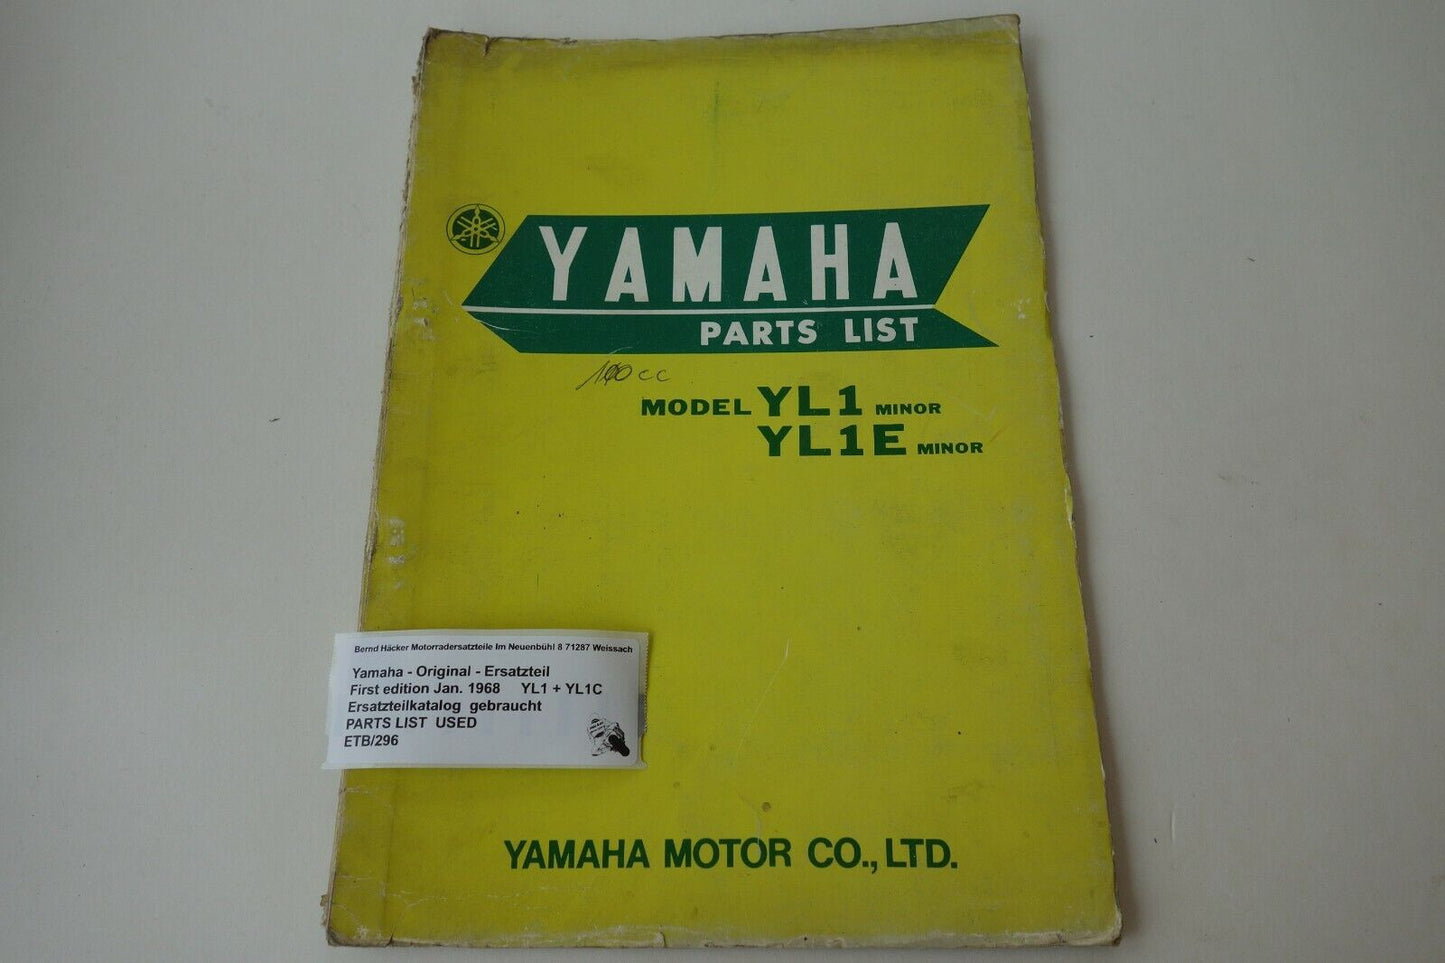 YAMAHA
PARTS LIST
100cc
MODEL YL1 MINOR
YL1E MINOR
Bernd Häcker Motorradersatzteile Im Neuenbühl 8 71287 Weissach
Yamaha - Original - Ersatzteil
First edition Jan. 1968 YL1 + YL1C
Ersatzteilkatalog gebraucht
PARTS LIST USED
ETB/296
YAMAHA MOTOR CO., LTD.